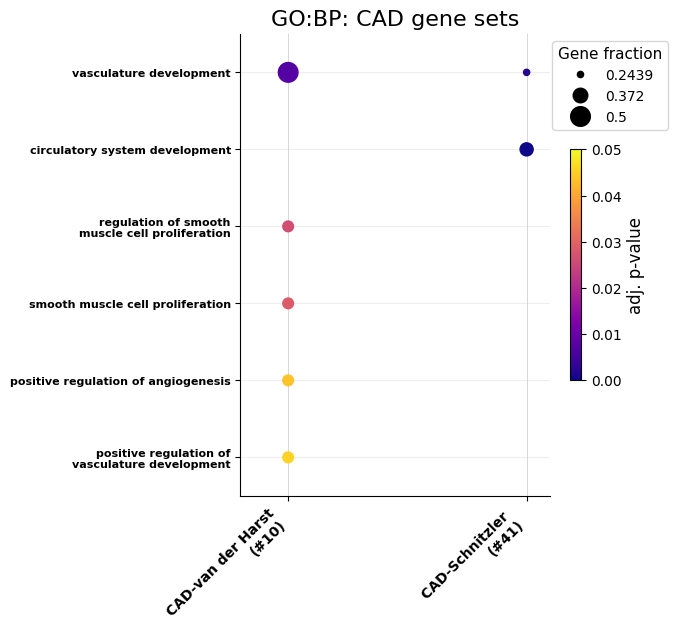 GO:BP: CAD gene sets
vasculature development
circulatory system development
regulation of smooth
muscle cell proliferation
smooth muscle cell proliferation
positive regulation of angiogenesis
positive regulation of
vasculature development
CAD-van der Harst
(#10)
CAD-Schnitzler
(#41)
Gene fraction
0.2439
0.372
0.5
0.05
0.04
0.03
0.02
0.01
0.00
adj. p-value